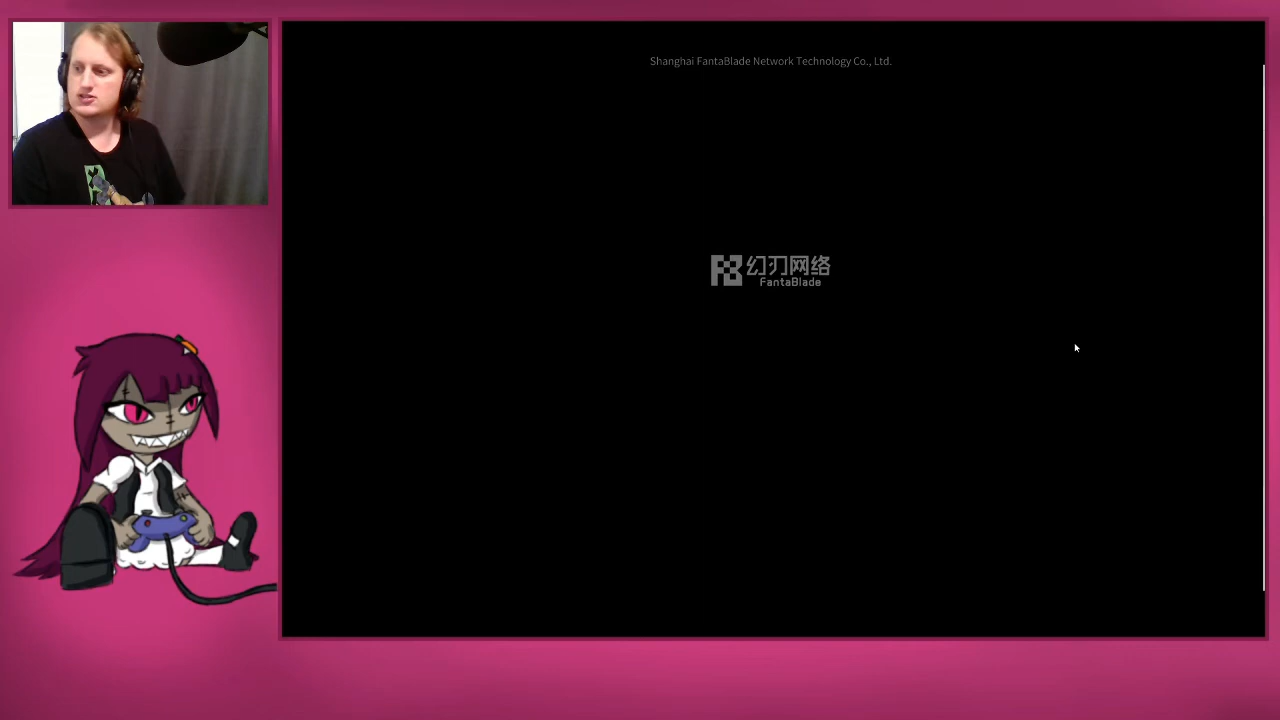 Shanghai FantaBlade Network Technology Co., Ltd.
幻刃网络
FantaBlade